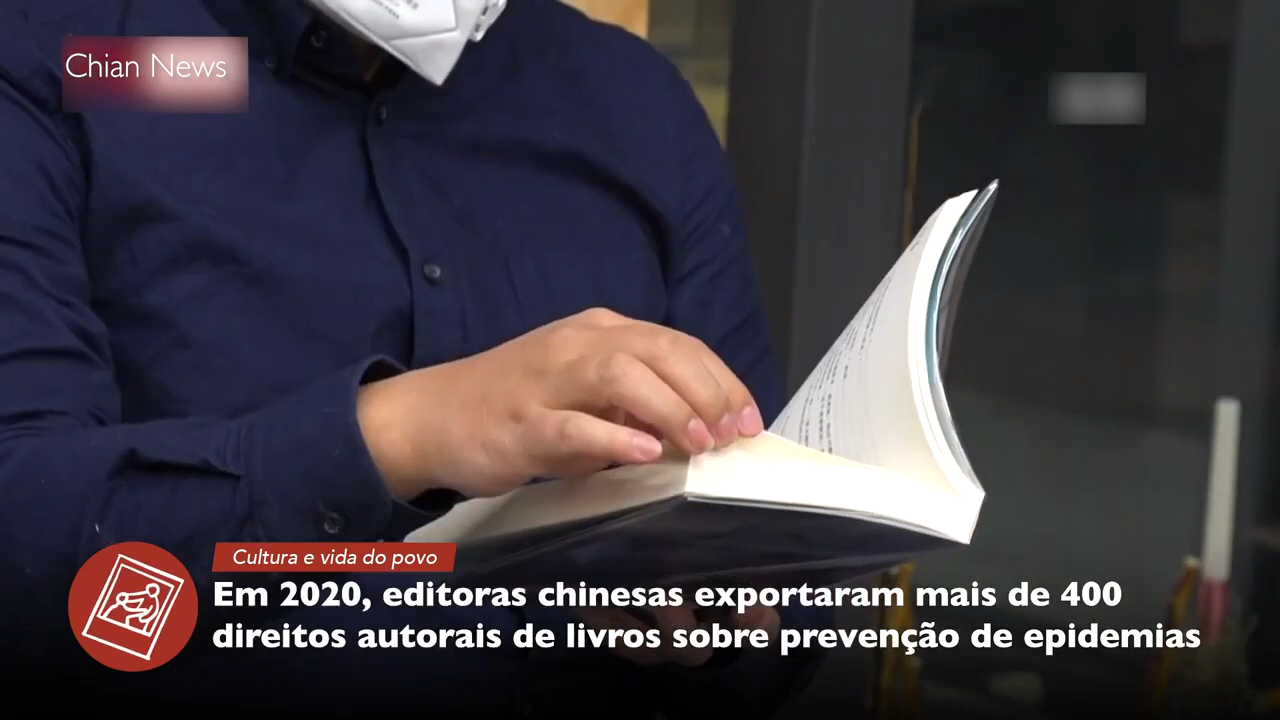 Chian News
Cultura e vida do povo
Em 2020, editoras chinesas exportaram mais de 400
direitos autorais de livros sobre prevenção de epidemias